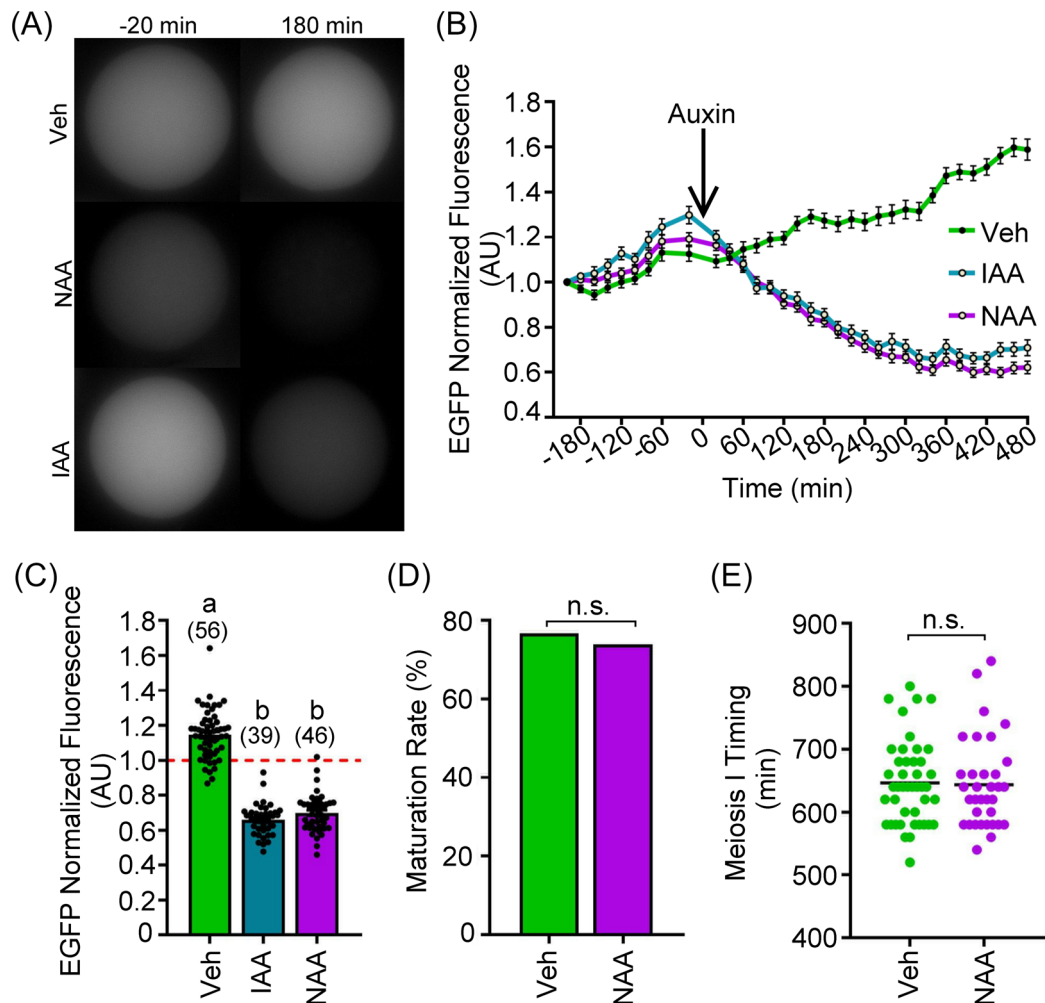 (A)
-20 min 180 min
Veh
NAA
IAA
(B)
EGFP Normalized Fluorescence
(AU)
1.8
1.6
1.4
1.2
1.0
0.8
0.6
0.4
Auxin
Veh
IAA
NAA
-180 -120 -60 0 60 120 180 240 300 360 420 480
Time (min)
(C)
EGFP Normalized Fluorescence
(AU)
1.8
1.6
1.4
1.2
1.0
0.8
0.6
0.4
0.2
0
a
(56)
b
(39)
b
(46)
Veh IAA NAA
(D)
Maturation Rate (%)
80
60
40
20
0
n.s.
Veh NAA
(E)
Meiosis I Timing
(min)
900
800
700
600
500
400
n.s.
Veh NAA